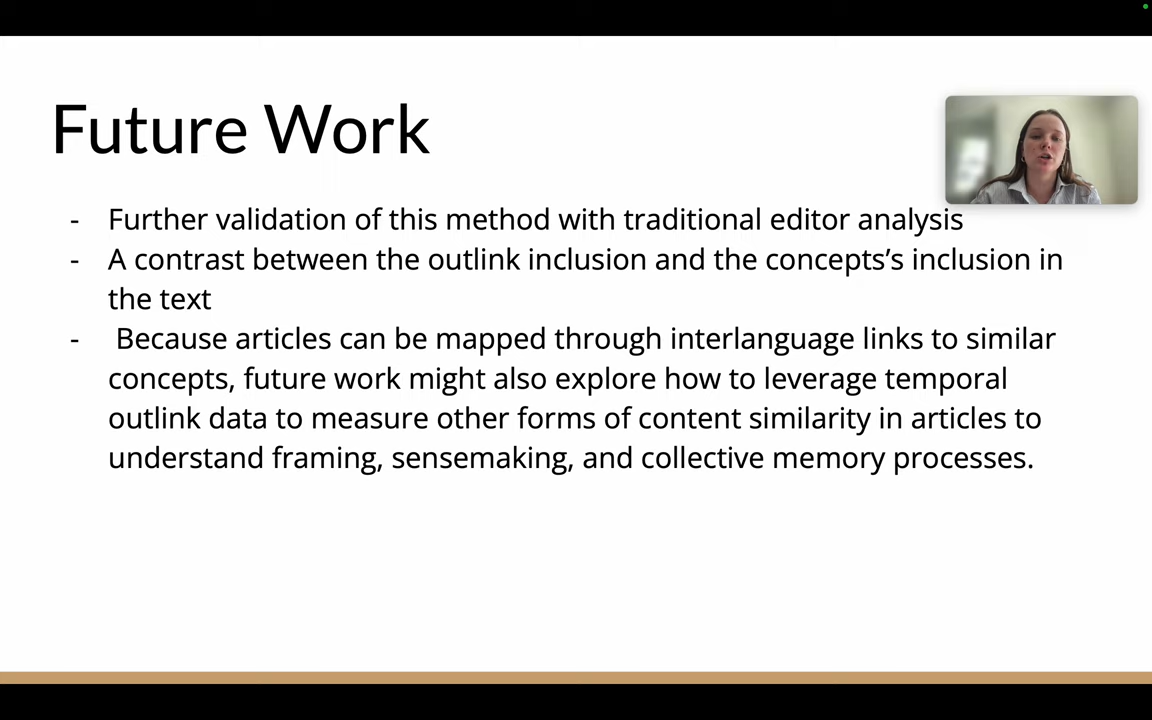 Future Work
- Further validation of this method with traditional editor analysis
- A contrast between the outlink inclusion and the concepts’s inclusion in
the text
- Because articles can be mapped through interlanguage links to similar
concepts, future work might also explore how to leverage temporal
outlink data to measure other forms of content similarity in articles to
understand framing, sensemaking, and collective memory processes.